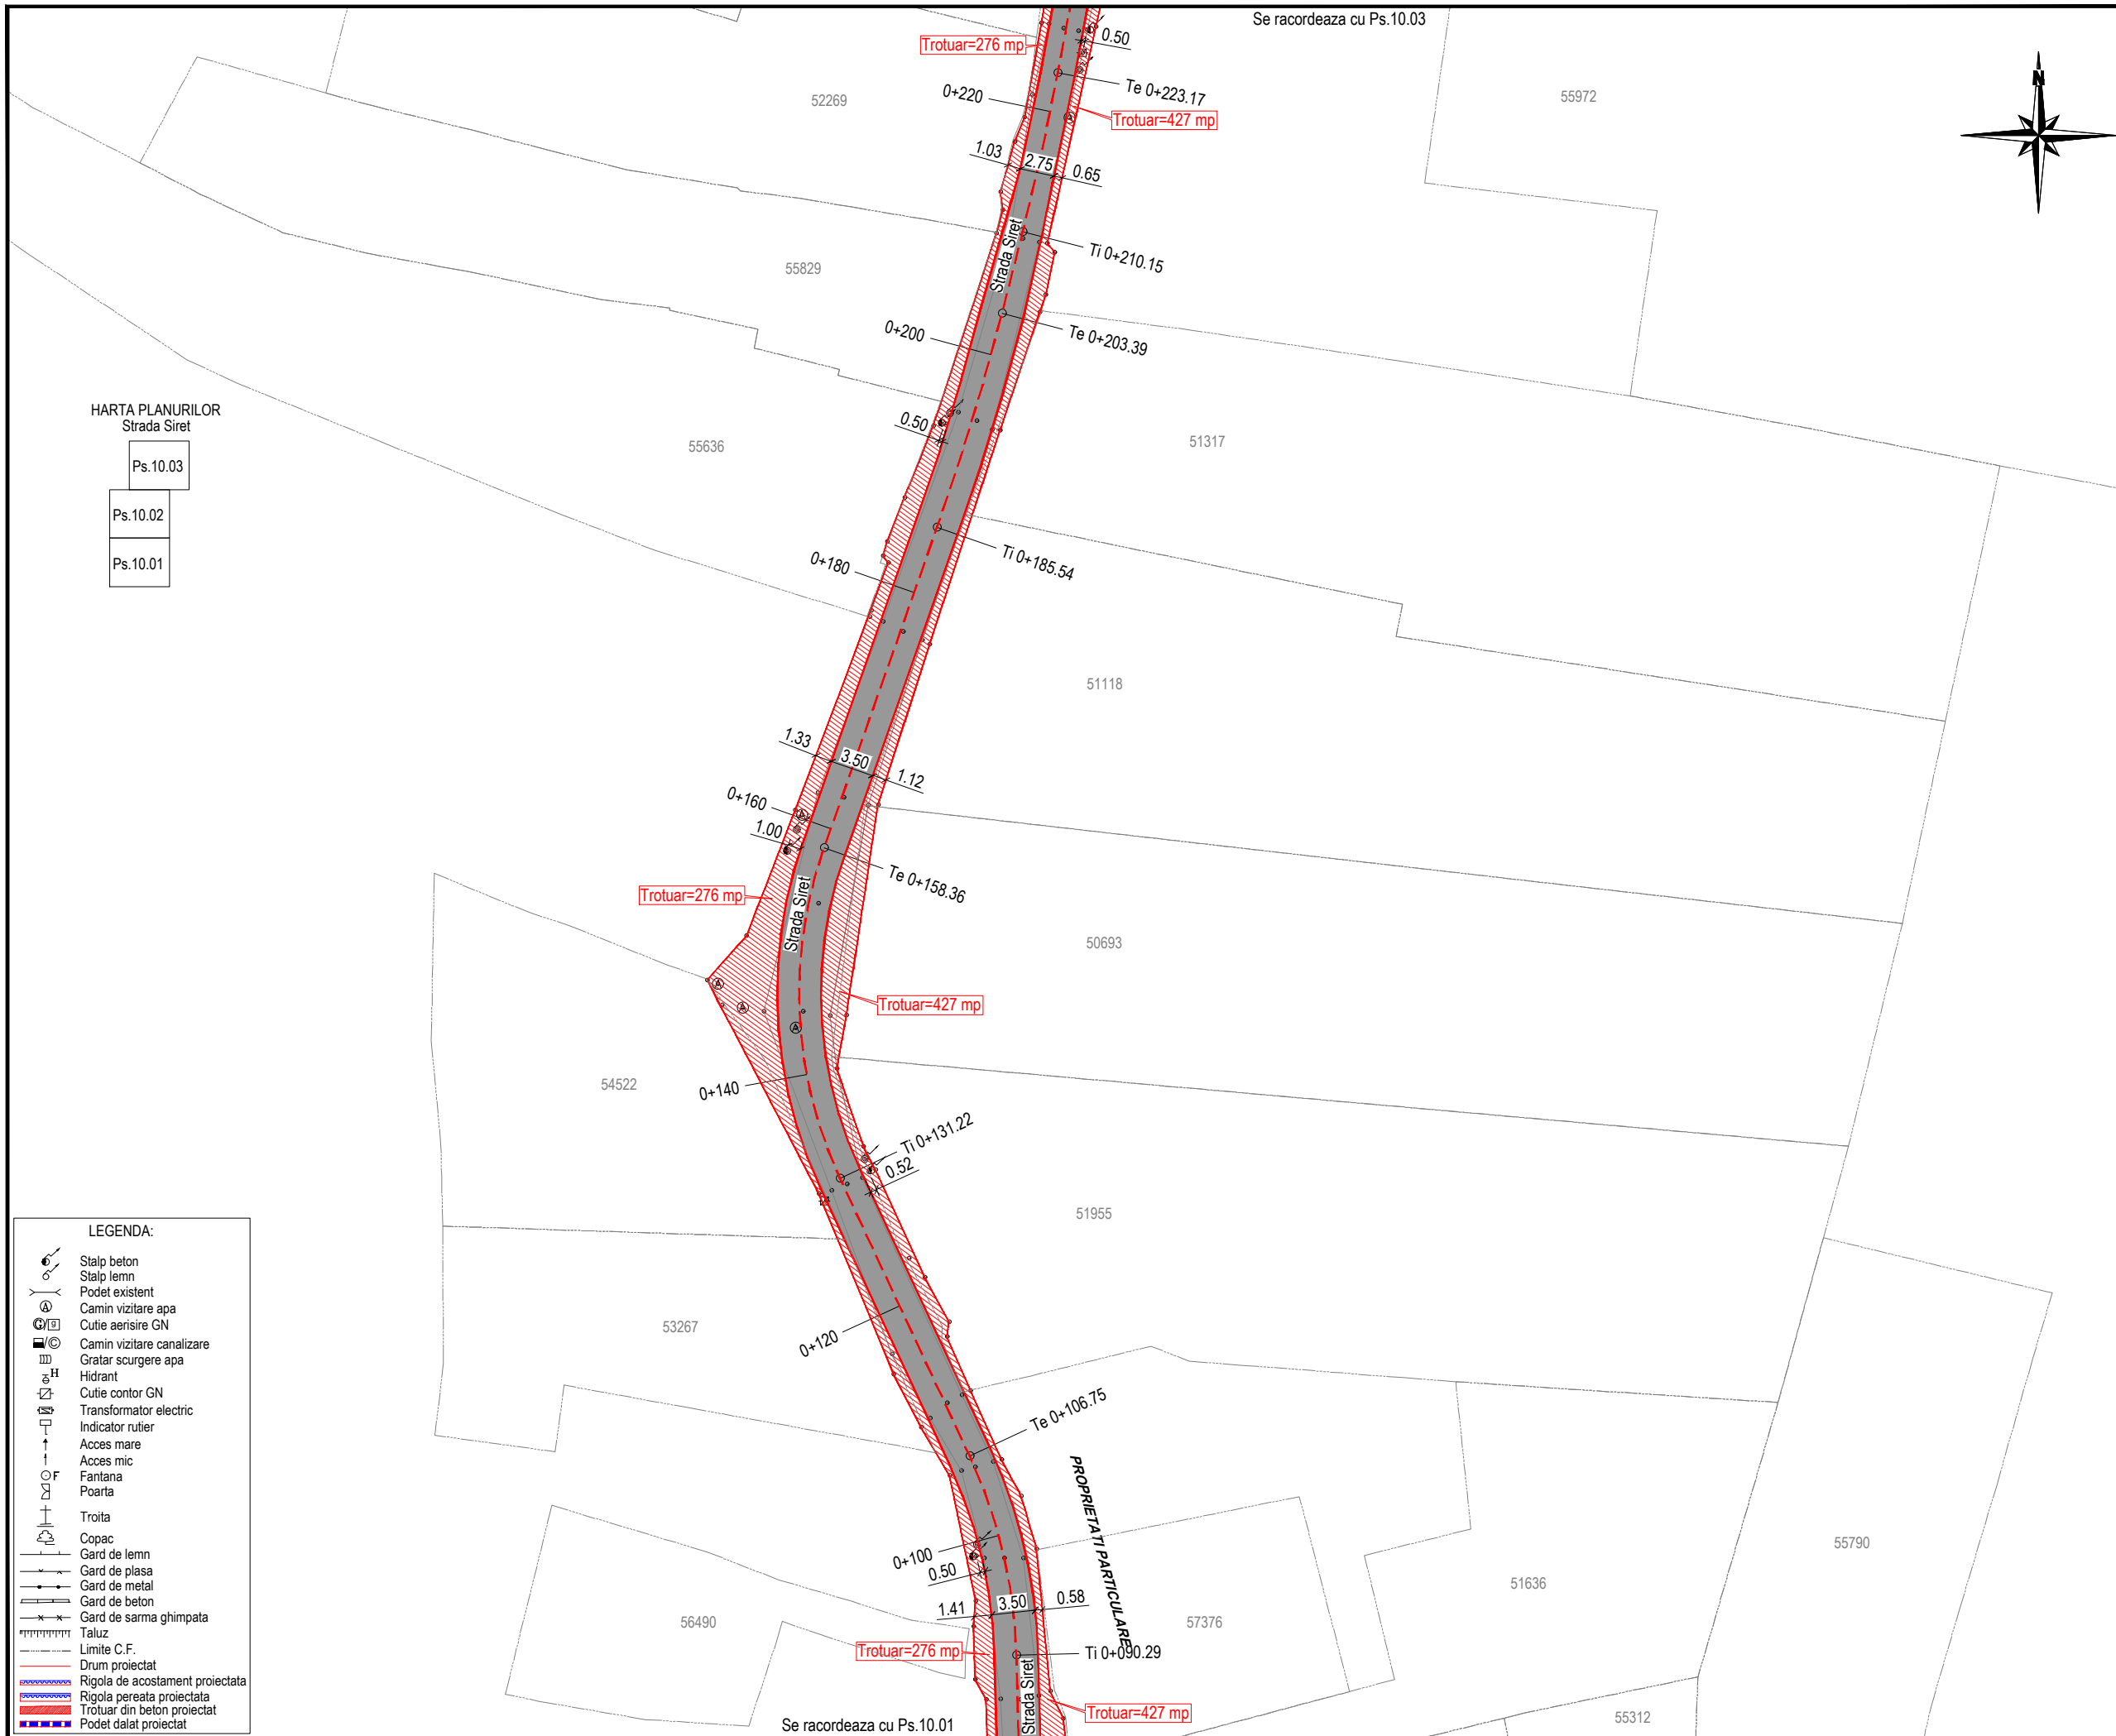 Se racordeaza cu Ps.10.03
Trotuar=276 mp
0.50
N
Te 0+223.17
0+220
52269
55972
Trotuar=427 mp
1.03
2.75
0.65
Strada Siret
Ti 0+210.15
55829
0+200
Te 0+203.39
HARTA PLANURILOR
Strada Siret
Ps.10.03
Ps.10.02
Ps.10.01
0.50
55636
51317
Ti 0+185.54
0+180
51118
1.33
3.50
1.12
0+160
1.00
Te 0+158.36
Trotuar=276 mp
Strada Siret
50693
Trotuar=427 mp
54522
0+140
Ti 0+131.22
0.52
51955
53267
0+120
Te 0+106.75
PROPRIETATI PARTICULARE
0+100
0.50
1.41
3.50
0.58
55790
51636
56490
57376
Trotuar=276 mp
Ti 0+090.29
Strada Siret
Trotuar=427 mp
55312
Se racordeaza cu Ps.10.01
LEGENDA:
Stalp beton
Stalp lemn
Podet existent
A Camin vizitare apa
G/g Cutie aerisire GN
/C Camin vizitare canalizare
Gratar scurgere apa
H Hidrant
Cutie contor GN
Transformator electric
Indicator rutier
Acces mare
Acces mic
F Fantana
Poarta
Troita
Copac
Gard de lemn
Gard de plasa
Gard de metal
Gard de beton
Gard de sarma ghimpata
Taluz
Limite C.F.
Drum proiectat
Rigola de acostament proiectata
Rigola pereata proiectata
Trotuar din beton proiectat
Podet dalat proiectat